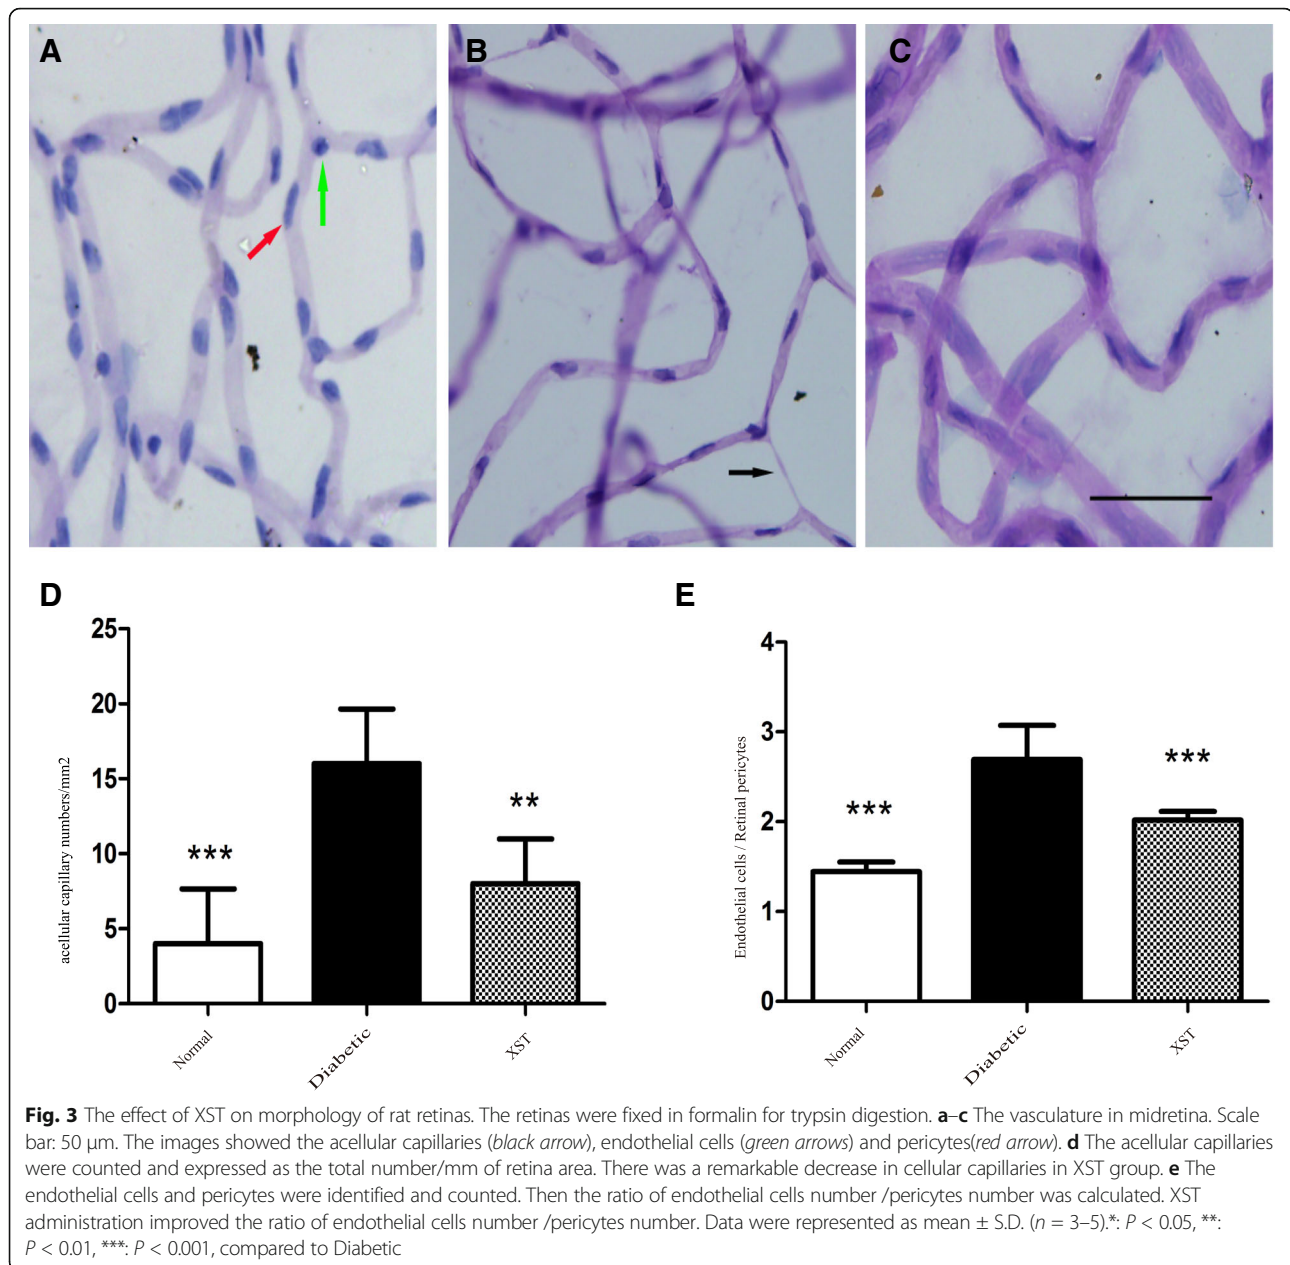 A
B
C
D
25
20
15
10
5
0
acellular capillary numbers/mm2
***
**
Normal
Diabetic
XST
E
4
3
2
1
0
Endothelial cells / Retinal pericytes
***
***
Normal
Diabetic
XST
Fig. 3 The effect of XST on morphology of rat retinas. The retinas were fixed in formalin for trypsin digestion. a–c The vasculature in midretina. Scale
bar: 50 μm. The images showed the acellular capillaries (black arrow), endothelial cells (green arrows) and pericytes(red arrow). d The acellular capillaries
were counted and expressed as the total number/mm of retina area. There was a remarkable decrease in cellular capillaries in XST group. e The
endothelial cells and pericytes were identified and counted. Then the ratio of endothelial cells number /pericytes number was calculated. XST
administration improved the ratio of endothelial cells number /pericytes number. Data were represented as mean ± S.D. (n = 3–5).*: P < 0.05, **:
P < 0.01, ***: P < 0.001, compared to Diabetic